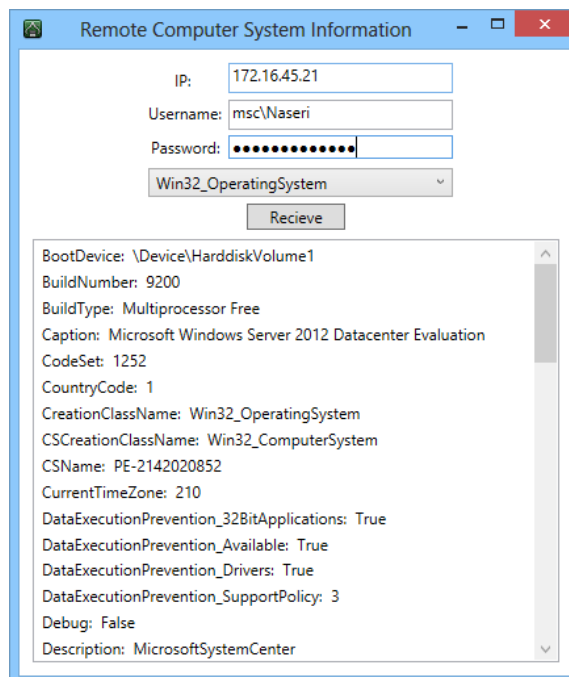 Remote Computer System Information
IP: 172.16.45.21
Username: msc\Naseri
Password: ●●●●●●●●●●●●●
Win32_OperatingSystem
Recieve
BootDevice: \Device\HarddiskVolume1
BuildNumber: 9200
BuildType: Multiprocessor Free
Caption: Microsoft Windows Server 2012 Datacenter Evaluation
CodeSet: 1252
CountryCode: 1
CreationClassName: Win32_OperatingSystem
CSCreationClassName: Win32_ComputerSystem
CSName: PE-2142020852
CurrentTimeZone: 210
DataExecutionPrevention_32BitApplications: True
DataExecutionPrevention_Available: True
DataExecutionPrevention_Drivers: True
DataExecutionPrevention_SupportPolicy: 3
Debug: False
Description: MicrosoftSystemCenter